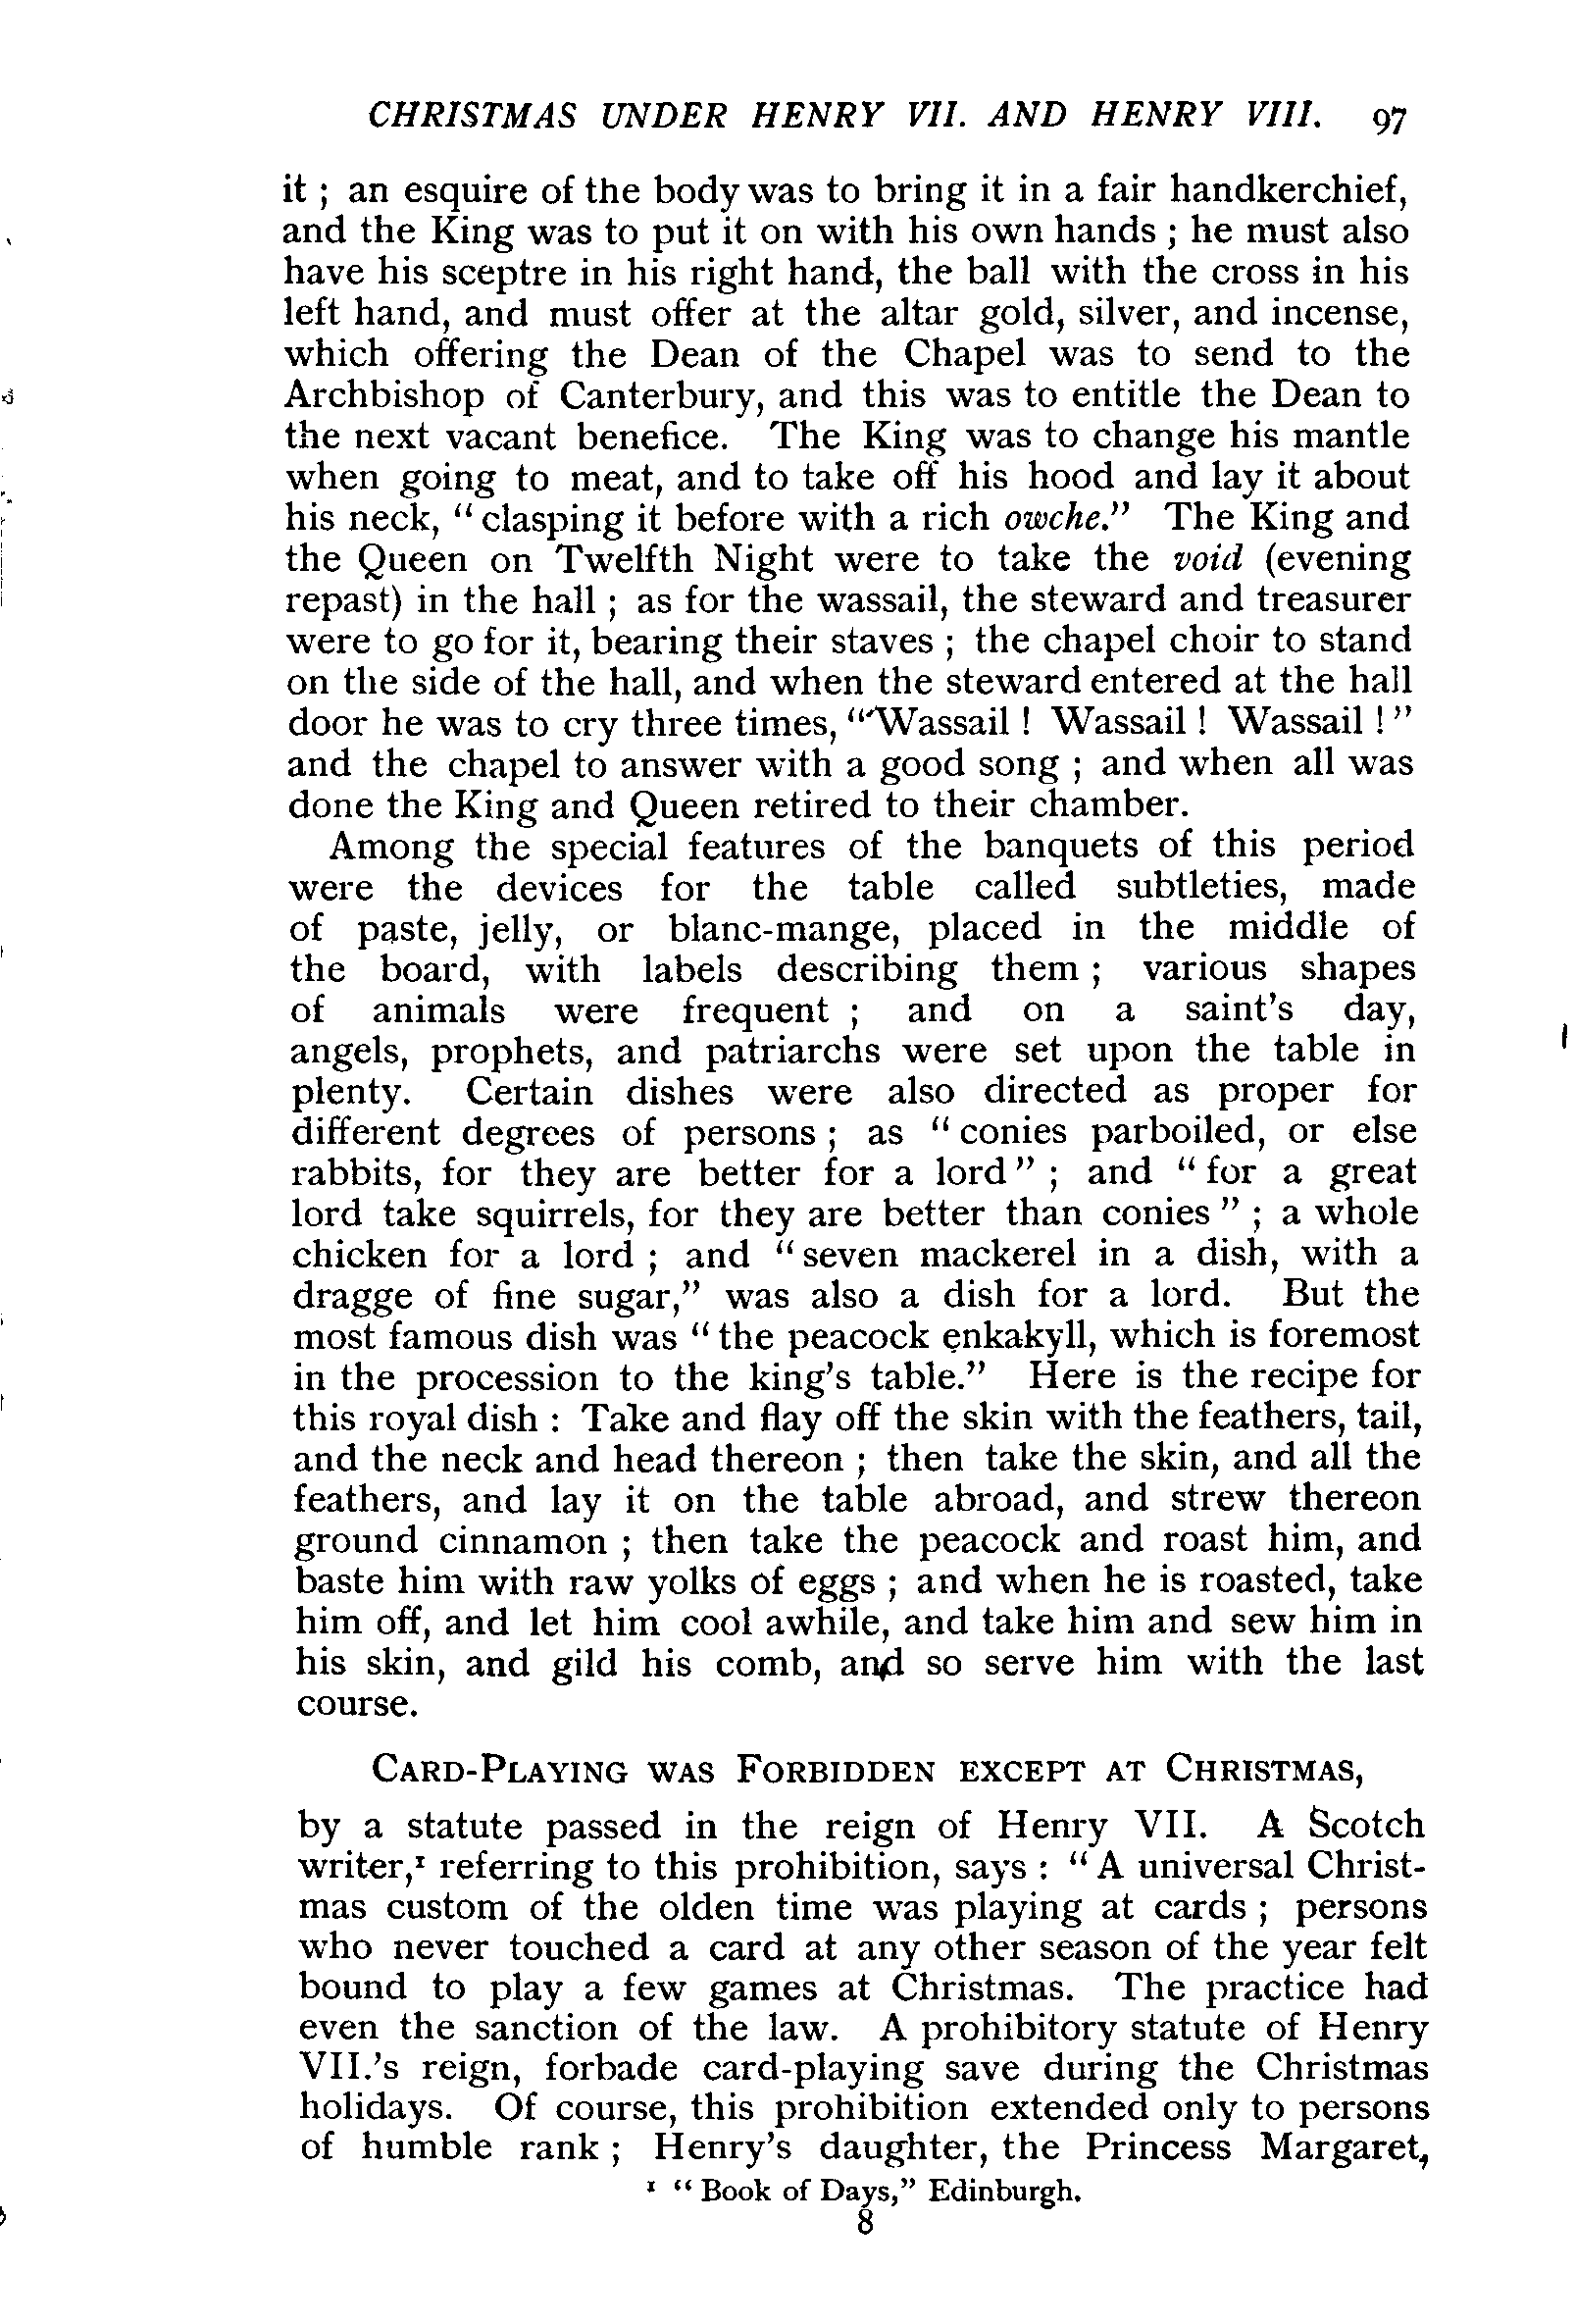 CHRISTMAS UNDER HENRY VII. AND HENRY VIII. 97
it ; an esquire of the body was to bring it in a fair handkerchief,
and the King was to put it on with his own hands ; he must also
have his sceptre in his right hand, the ball with the cross in his
left hand, and must offer at the altar gold, silver, and incense,
which offering the Dean of the Chapel was to send to the
Archbishop of Canterbury, and this was to entitle the Dean to
the next vacant benefice. The King was to change his mantle
when going to meat, and to take off his hood and lay it about
his neck, “ clasping it before with a rich owche.” The King and
the Queen on Twelfth Night were to take the void (evening
repast) in the hall ; as for the wassail, the steward and treasurer
were to go for it, bearing their staves ; the chapel choir to stand
on the side of the hall, and when the steward entered at the hall
door he was to cry three times, “Wassail ! Wassail ! Wassail ! ”
and the chapel to answer with a good song ; and when all was
done the King and Queen retired to their chamber.
Among the special features of the banquets of this period
were the devices for the table called subtleties, made
of paste, jelly, or blanc-mange, placed in the middle of
the board, with labels describing them ; various shapes
of animals were frequent ; and on a saint’s day,
angels, prophets, and patriarchs were set upon the table in
plenty. Certain dishes were also directed as proper for
different degrees of persons ; as “ conies parboiled, or else
rabbits, for they are better for a lord ” ; and “ for a great
lord take squirrels, for they are better than conies ” ; a whole
chicken for a lord ; and “ seven mackerel in a dish, with a
dragge of fine sugar,” was also a dish for a lord. But the
most famous dish was “ the peacock enkakyll, which is foremost
in the procession to the king’s table.” Here is the recipe for
this royal dish : Take and flay off the skin with the feathers, tail,
and the neck and head thereon ; then take the skin, and all the
feathers, and lay it on the table abroad, and strew thereon
ground cinnamon ; then take the peacock and roast him, and
baste him with raw yolks of eggs ; and when he is roasted, take
him off, and let him cool awhile, and take him and sew him in
his skin, and gild his comb, and so serve him with the last
course.
CARD-PLAYING WAS FORBIDDEN EXCEPT AT CHRISTMAS,
by a statute passed in the reign of Henry VII. A Scotch
writer,¹ referring to this prohibition, says : “ A universal Christ-
mas custom of the olden time was playing at cards ; persons
who never touched a card at any other season of the year felt
bound to play a few games at Christmas. The practice had
even the sanction of the law. A prohibitory statute of Henry
VII.’s reign, forbade card-playing save during the Christmas
holidays. Of course, this prohibition extended only to persons
of humble rank ; Henry’s daughter, the Princess Margaret,
¹ “ Book of Days,” Edinburgh.
8